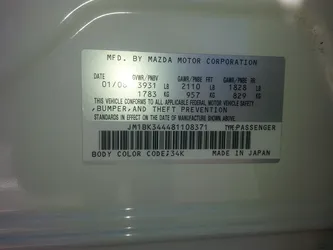 MFD. BY MAZDA MOTOR CORPORATION
GVWR/PNBV GAWR/PNBE FRT GAWR/PNBE RR
01/08 3931 LB 2110 LB 1828 LB
1783 KG 957 KG 829 KG
THIS VEHICLE CONFORMS TO ALL APPLICABLE FEDERAL MOTOR VEHICLE SAFETY
,BUMPER,AND THEFT PREVENTION
STANDARDS IN EFFECT ON THE DATE OF MANUFACTURE SHOWN ABOVE.
JM1BK344481108371 TYPE:PASSENGER
BODY COLOR CODE:34K MADE IN JAPAN